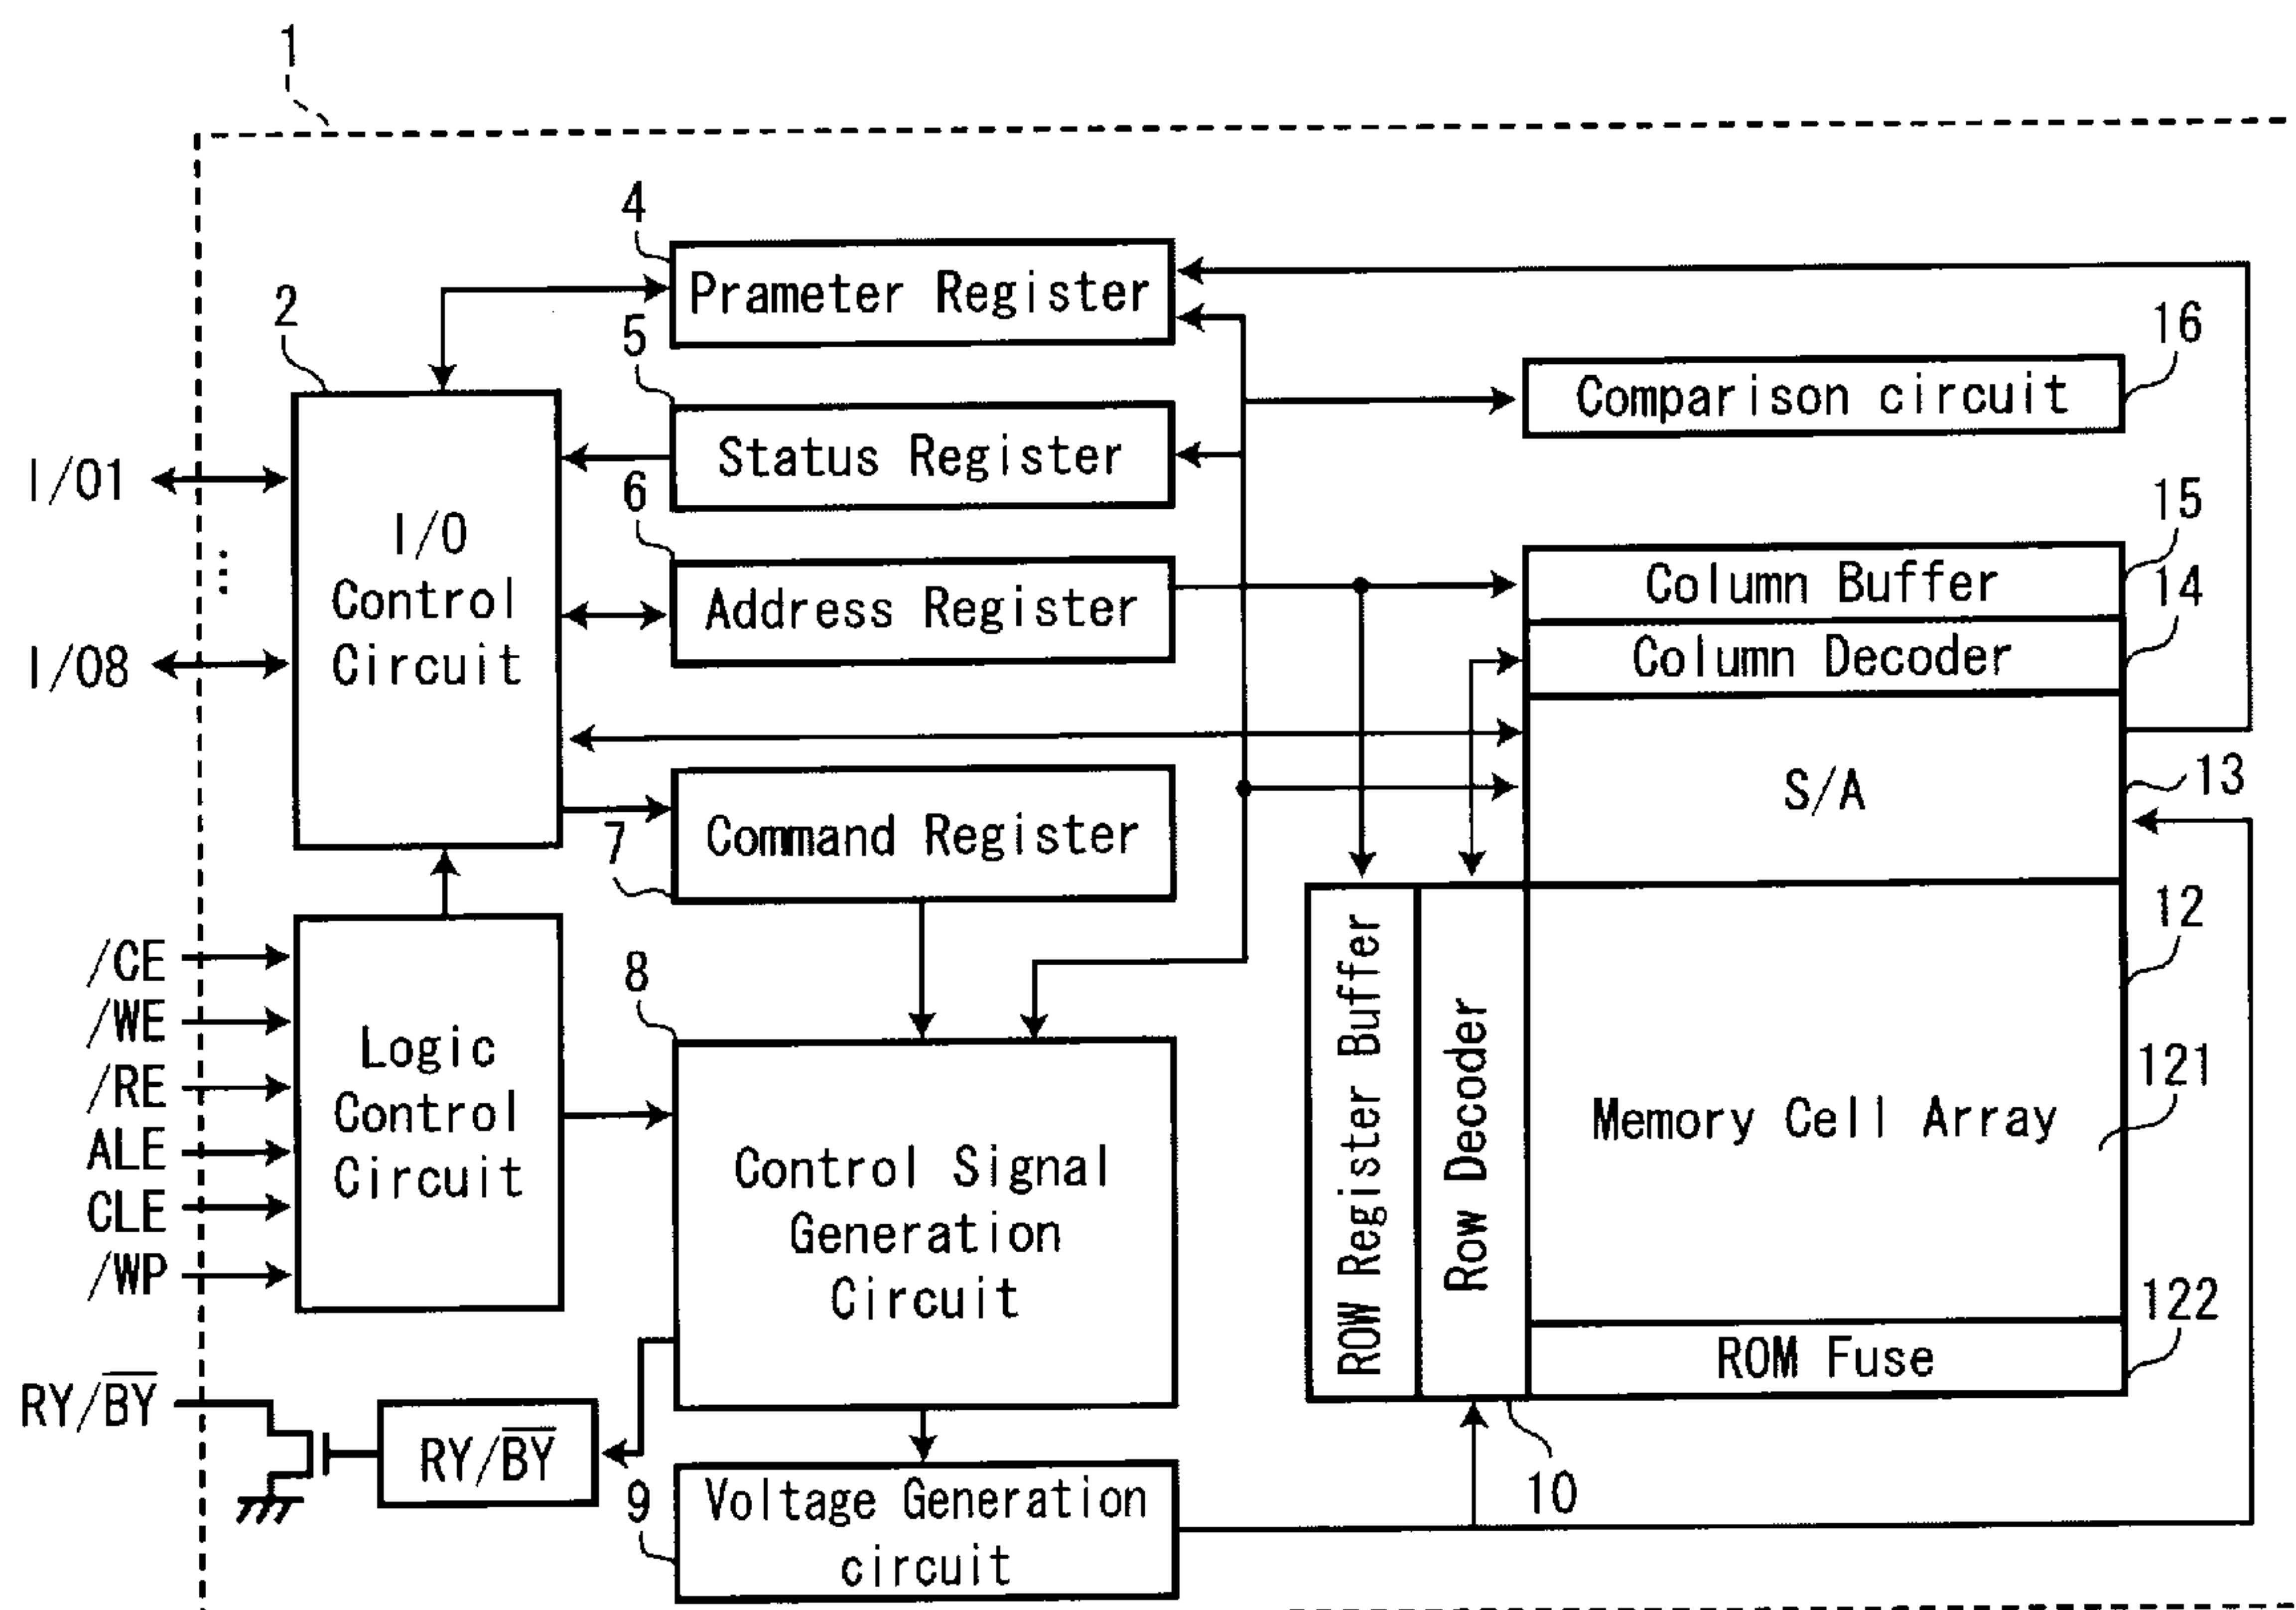 1
4
Prameter Register
2
5
16
Comparison circuit
Status Register
I/O1
6
15
I/O
Control
Circuit
Column Buffer
14
Address Register
Column Decoder
I/O8
S/A
13
7
Command Register
12
/CE
/WE
/RE
ALE
CLE
/WP
Logic
Control
Circuit
8
Control Signal
Generation
Circuit
ROW Register Buffer
Row Decoder
121
Memory Cell Array
122
ROM Fuse
RY/B̅Y̅
RY/B̅Y̅
9
Voltage Generation
circuit
10